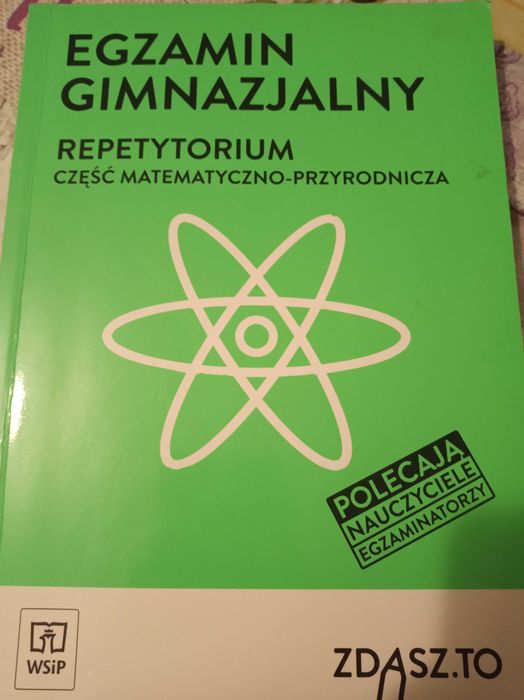 EGZAMIN
GIMNAZJALNY
REPETYTORIUM
CZĘŚĆ MATEMATYCZNO-PRZYRODNICZA
POLECAJĄ
NAUCZYCIELE
EGZAMINATORZY
WSiP
ZDASZ.TO